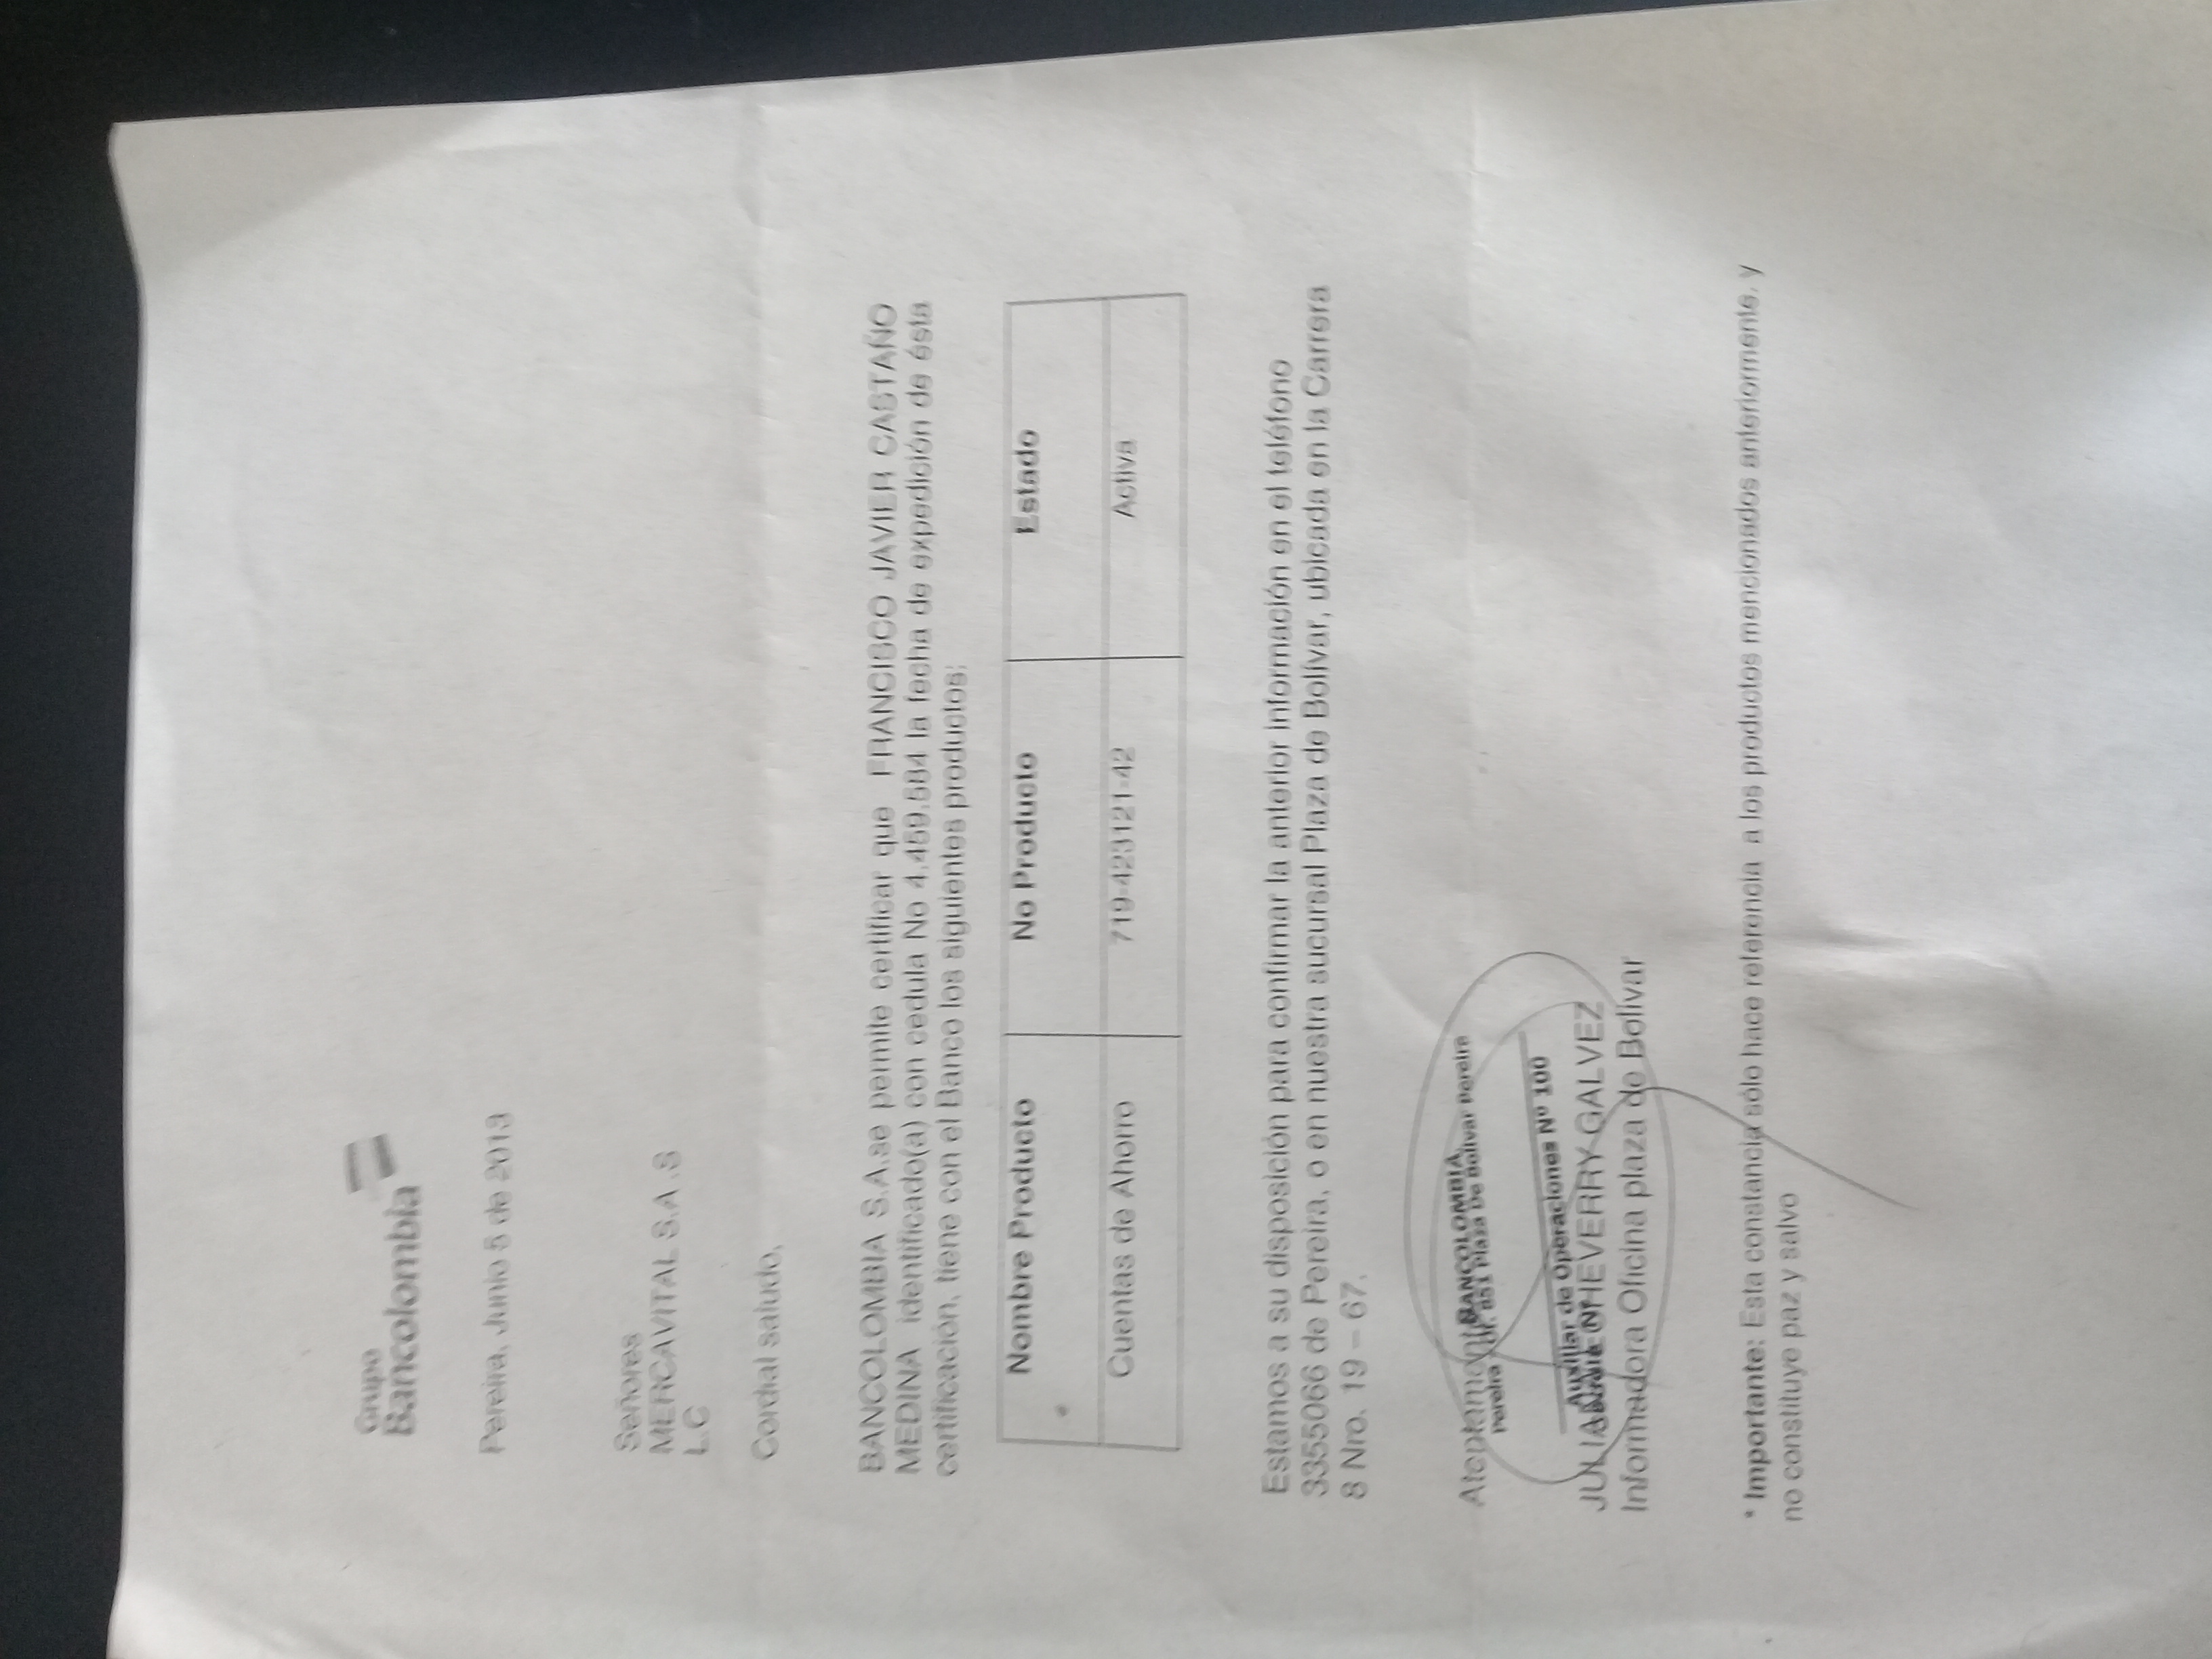 Grupo
Bancolombia
Pereira, Junio 5 de 2013
Señores
MERCAVITAL S.A .S
L.C
Cordial saludo,
BANCOLOMBIA S.A.se permite certificar que FRANCISCO JAVIER CASTAÑO
MEDINA identificado(a) con cedula No 4.459.584 la fecha de expedición de ésta
certificación, tiene con el Banco los siguientes productos:
Nombre Producto No Producto Estado
Cuentas de Ahorro 719-423121-42 Activa
Estamos a su disposición para confirmar la anterior información en el teléfono
3355066 de Pereira, o en nuestra sucursal Plaza de Bolívar, ubicada en la Carrera
8 Nro. 19 – 67.
Atentamente
BANCOLOMBIA
Pereira - Of. 851 Plaza De Bolivar Pereira
Auxiliar de Operaciones Nº 100
JULIANA ECHEVERRY GALVEZ
Informadora Oficina plaza de Bolívar
* Importante: Esta constancia sólo hace referencia a los productos mencionados anteriormente, y
no constituye paz y salvo